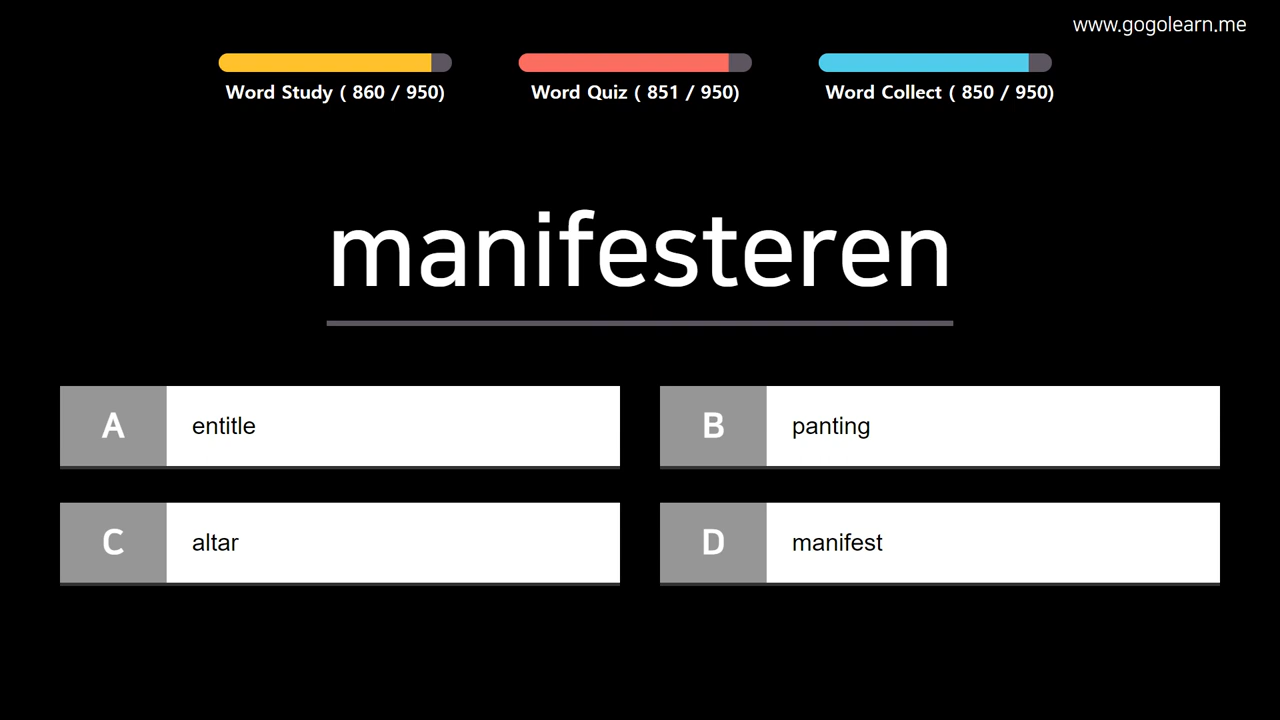 www.gogolearn.me
Word Study ( 860 / 950)
Word Quiz ( 851 / 950)
Word Collect ( 850 / 950)
manifesteren
A entitle
B panting
C altar
D manifest